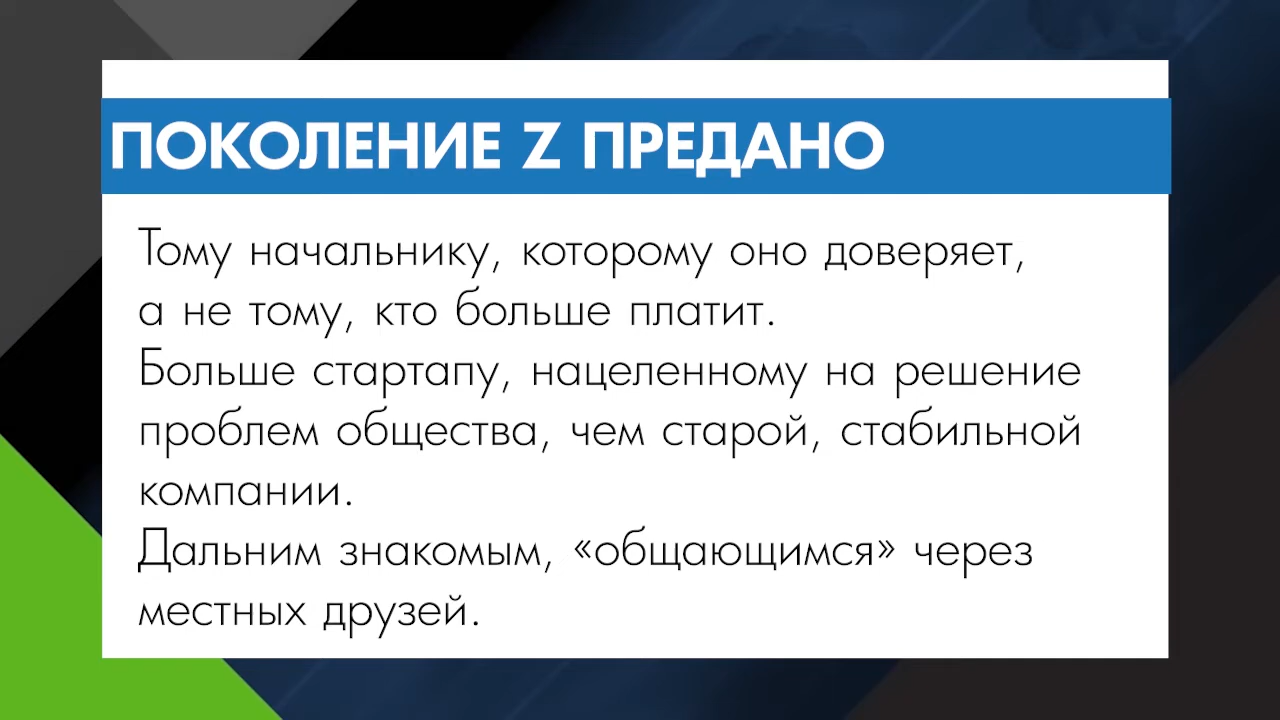 ПОКОЛЕНИЕ Z ПРЕДАНО
Тому начальнику, которому оно доверяет,
а не тому, кто больше платит.
Больше стартапу, нацеленному на решение
проблем общества, чем старой, стабильной
компании.
Дальним знакомым, «общающимся» через
местных друзей.